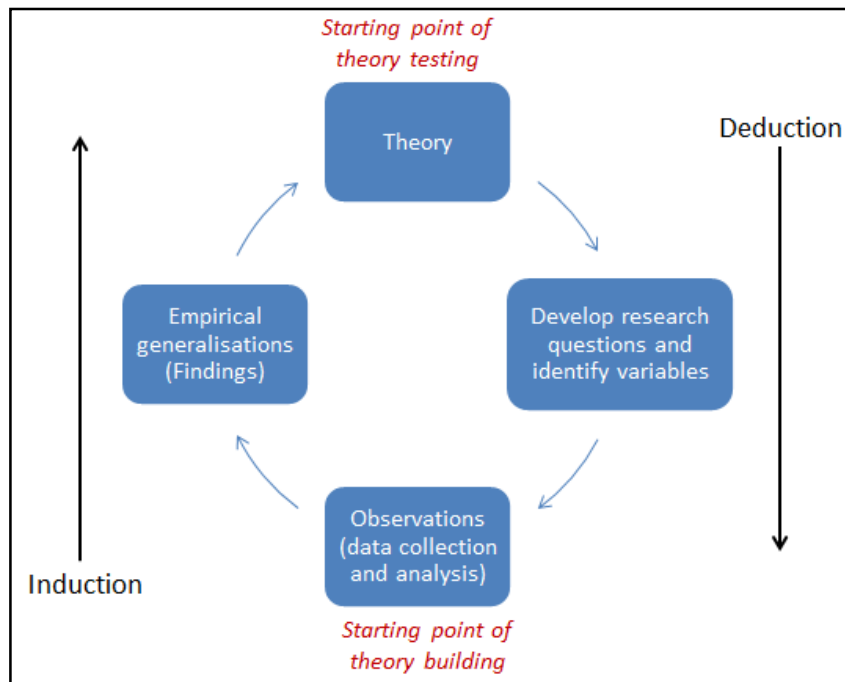 Starting point of
theory testing
Theory
Deduction
Empirical
generalisations
(Findings)
Develop research
questions and
identify variables
Observations
(data collection
and analysis)
Induction
Starting point of
theory building